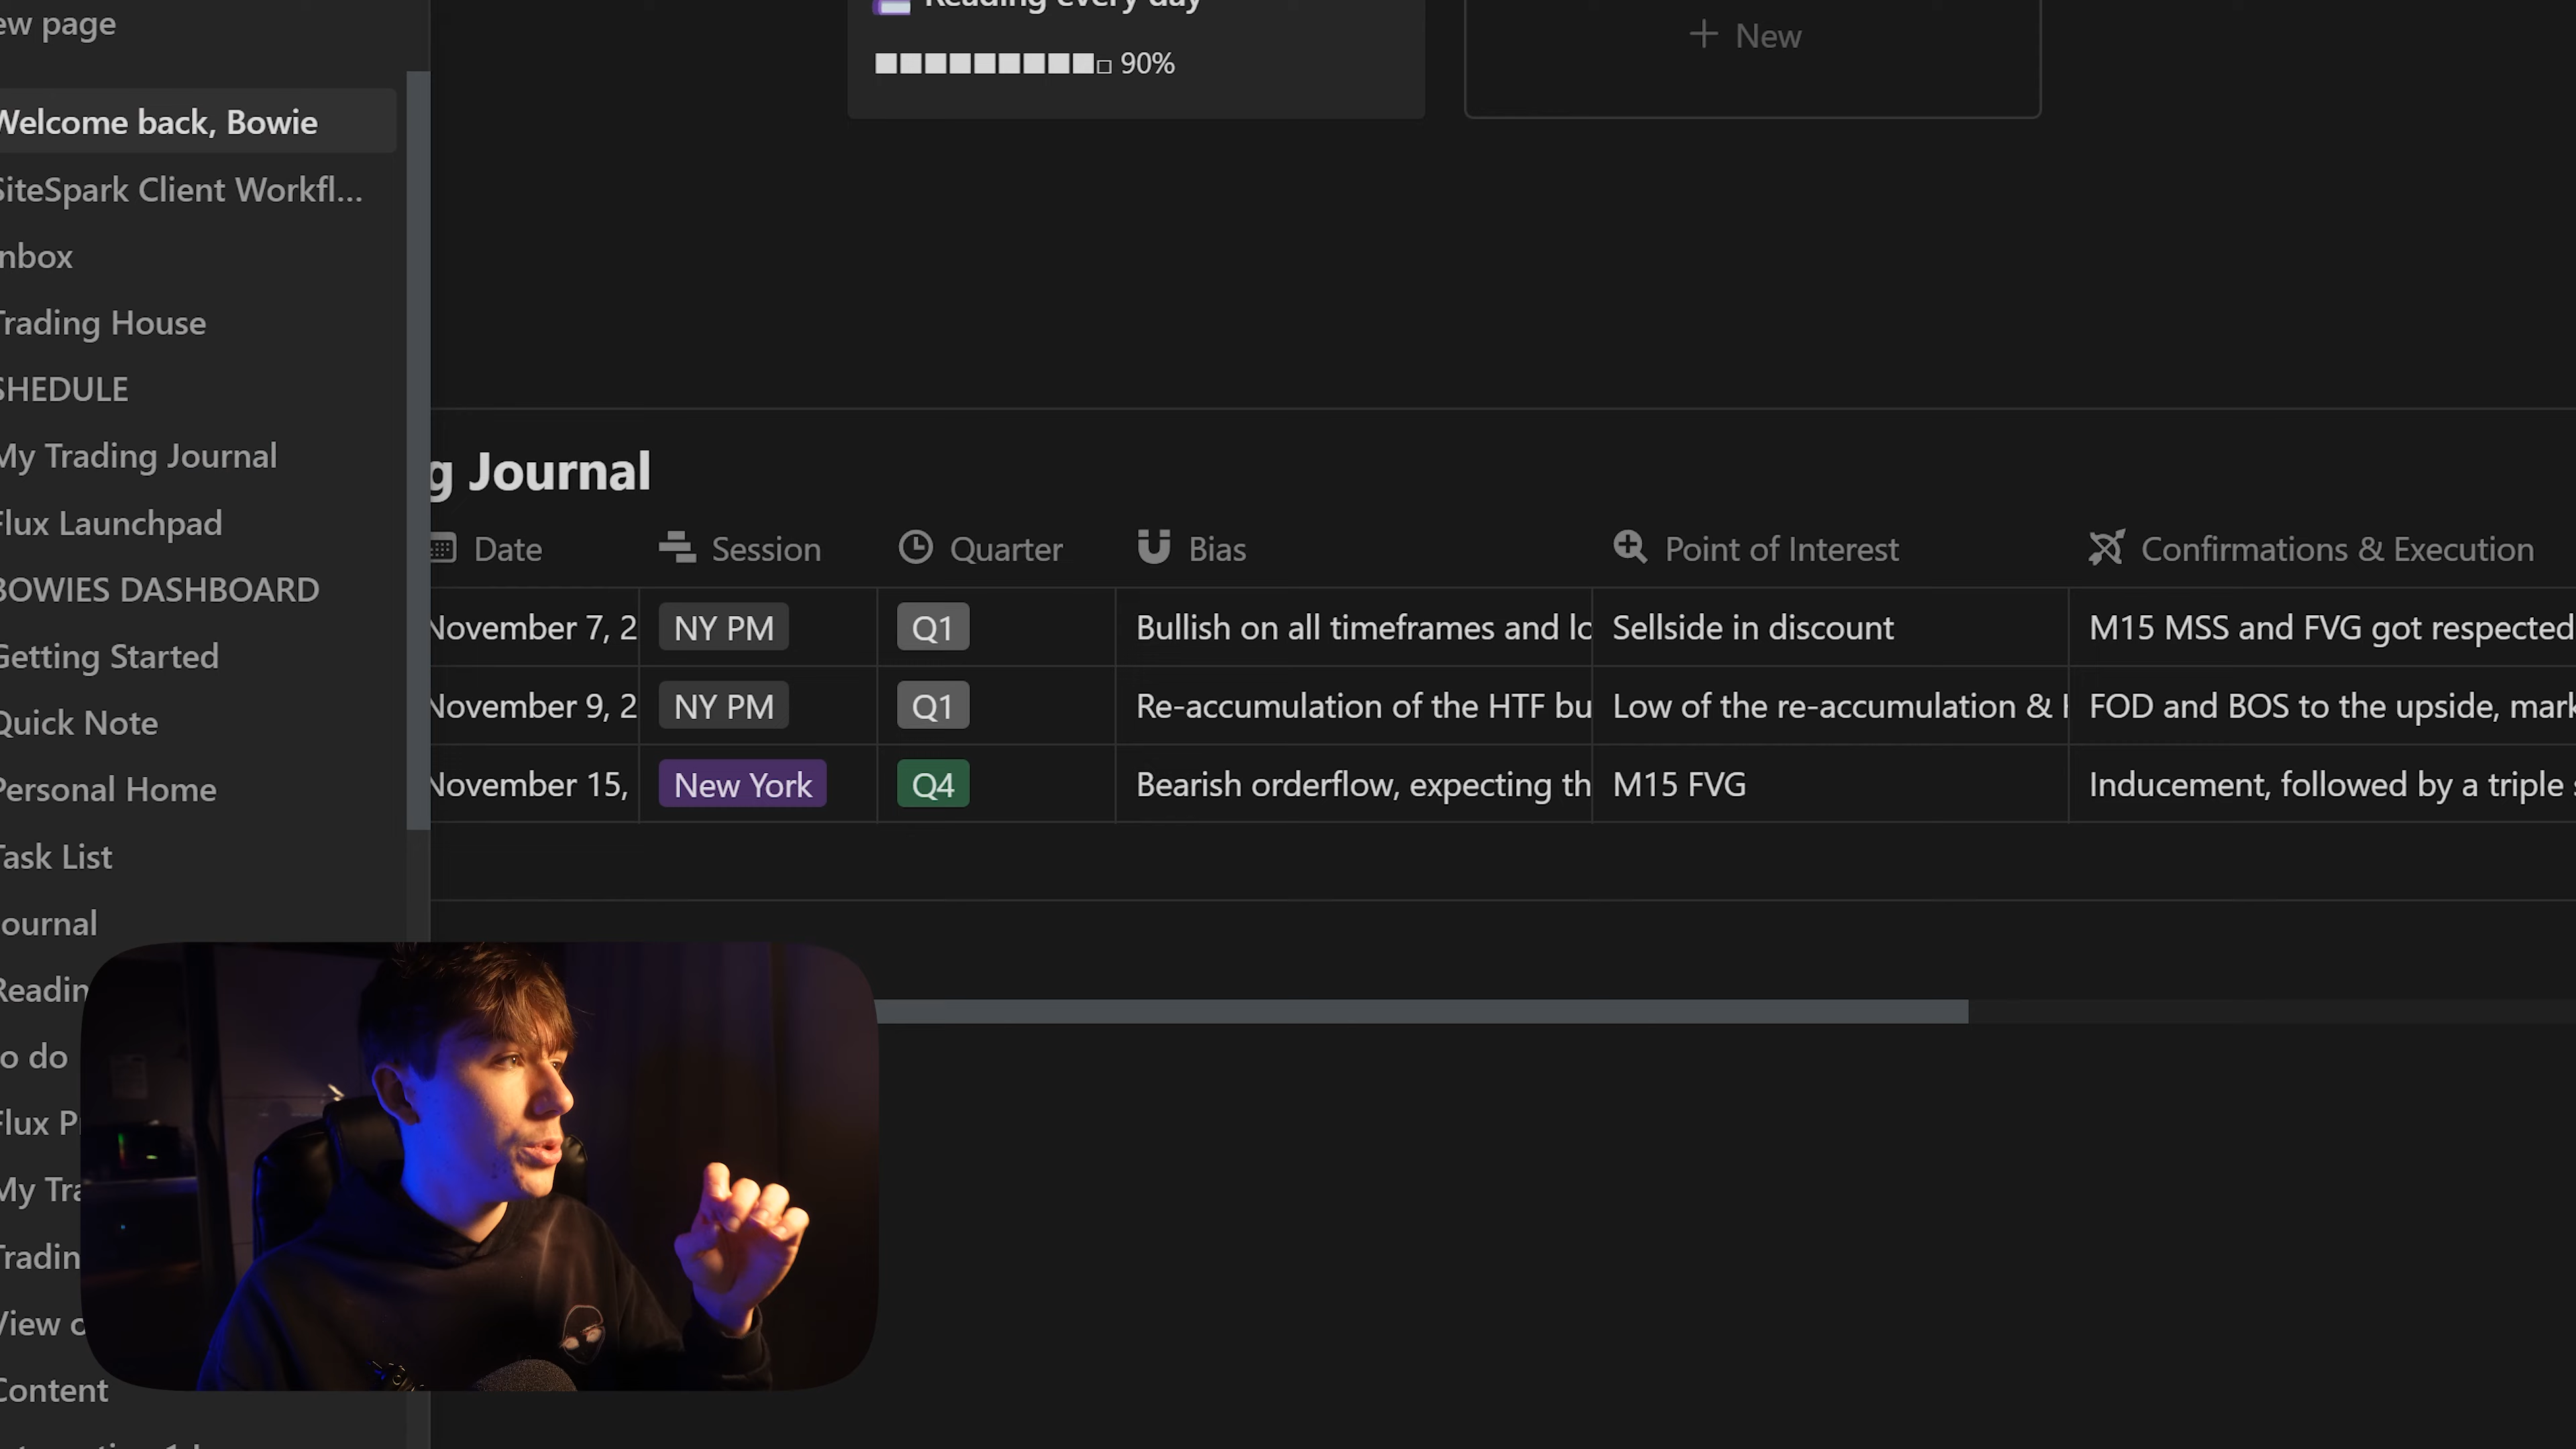 ew page
Welcome back, Bowie
SiteSpark Client Workfl...
nbox
Trading House
SHEDULE
My Trading Journal
Flux Launchpad
BOWIES DASHBOARD
Getting Started
Quick Note
Personal Home
Task List
ournal
Readin
o do
Flux P
My Tra
Tradin
View o
Content
Reading every day
90%
+ New
g Journal
Date Session Quarter Bias Point of Interest Confirmations & Execution
November 7, 2 NY PM Q1 Bullish on all timeframes and lo Sellside in discount M15 MSS and FVG got respected
November 9, 2 NY PM Q1 Re-accumulation of the HTF bu Low of the re-accumulation & FOD and BOS to the upside, mark
November 15, New York Q4 Bearish orderflow, expecting th M15 FVG Inducement, followed by a triple s